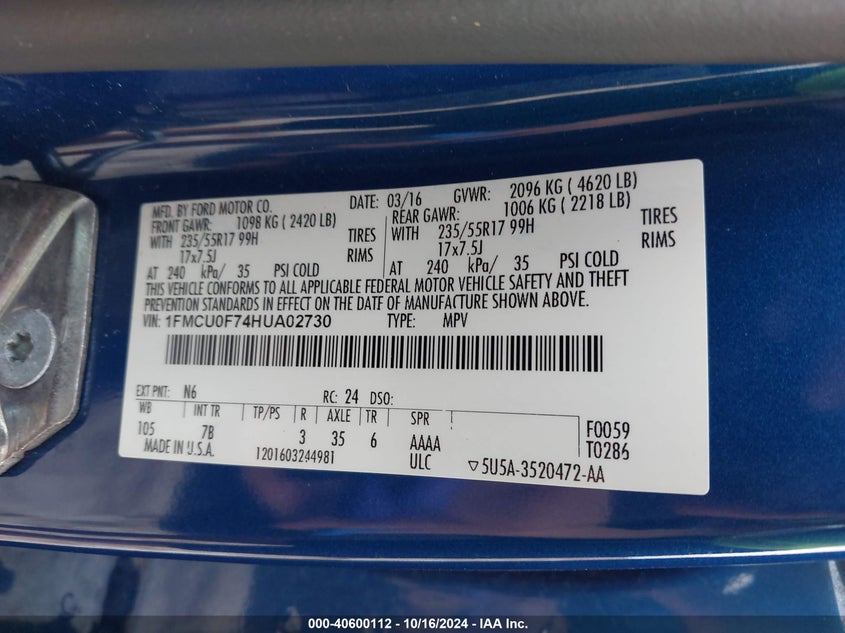 MFD. BY FORD MOTOR CO. DATE: 03/16 GVWR: 2096 KG ( 4620 LB)
FRONT GAWR: 1098 KG ( 2420 LB) REAR GAWR: 1006 KG ( 2218 LB)
WITH 235/55R17 99H TIRES WITH 235/55R17 99H TIRES
17x7.5J RIMS 17x7.5J RIMS
AT 240 kPa/ 35 PSI COLD AT 240 kPa/ 35 PSI COLD
THIS VEHICLE CONFORMS TO ALL APPLICABLE FEDERAL MOTOR VEHICLE SAFETY AND THEFT
PREVENTION STANDARDS IN EFFECT ON THE DATE OF MANUFACTURE SHOWN ABOVE.
VIN: 1FMCU0F74HUA02730 TYPE: MPV
EXT PNT: N6 RC: 24 DSO:
WB INT TR TP/PS R AXLE TR SPR F0059
105 7B 3 35 6 AAAA T0286
MADE IN U.S.A. 1201603244981 ULC ▽5U5A-3520472-AA
000-40600112 - 10/16/2024 - IAA Inc.